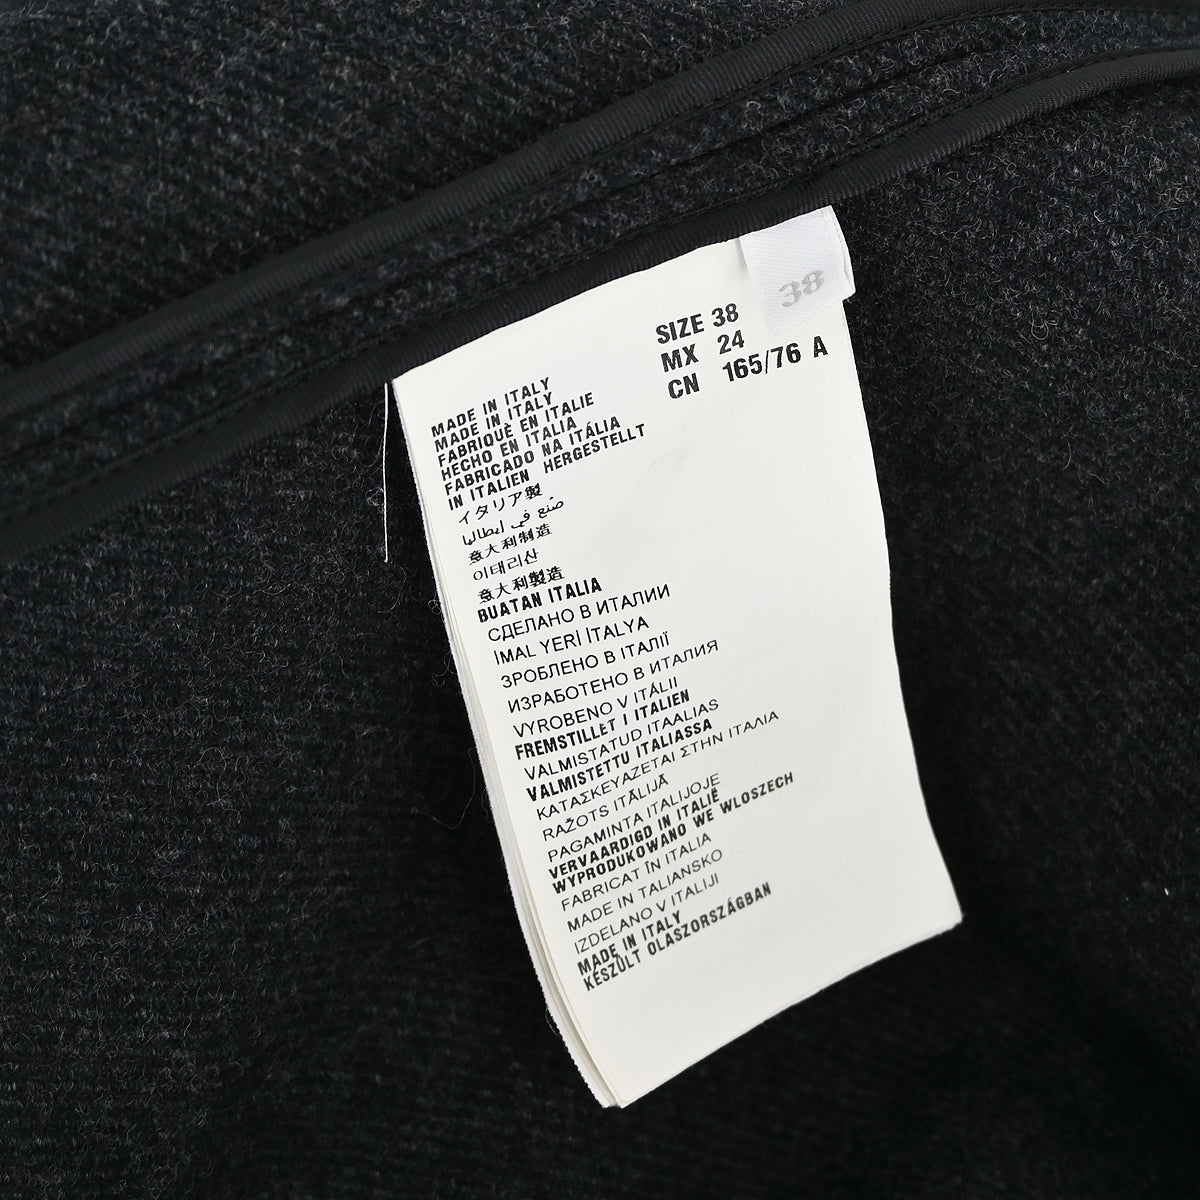 38
SIZE 38
MX 24
CN 165/76 A
MADE IN ITALY
MADE IN ITALY
FABRIQUÈ EN ITALIE
HECHO EN ITALIA
FABRICADO NA ITÁLIA
IN ITALIEN HERGESTELLT
イタリア製
صنع في إيطاليا
意大利制造
이태리산
意大利製造
BUATAN ITALIA
СДЕЛАНО В ИТАЛИИ
İMAL YERİ İTALYA
ЗРОБЛЕНО В ІТАЛІЇ
ИЗРАБОТЕНО В ИТАЛИЯ
VYROBENO V ITÁLII
FREMSTILLET I ITALIEN
VALMISTATUD ITAALIAS
VALMISTETTU ITALIASSA
ΚΑΤΑΣΚΕΥΑΖΕΤΑΙ ΣΤΗΝ ΙΤΑΛΙΑ
RAŽOTS ITĀLIJĀ
PAGAMINTA ITALIJOJE
VERVAARDIGD IN ITALIË
WYPRODUKOWANO WE WLOSZECH
FABRICAT ÎN ITALIA
MADE IN TALIANSKO
IZDELANO V ITALIJI
MADE IN ITALY
KÉSZÜLT OLASZORSZÁGBAN